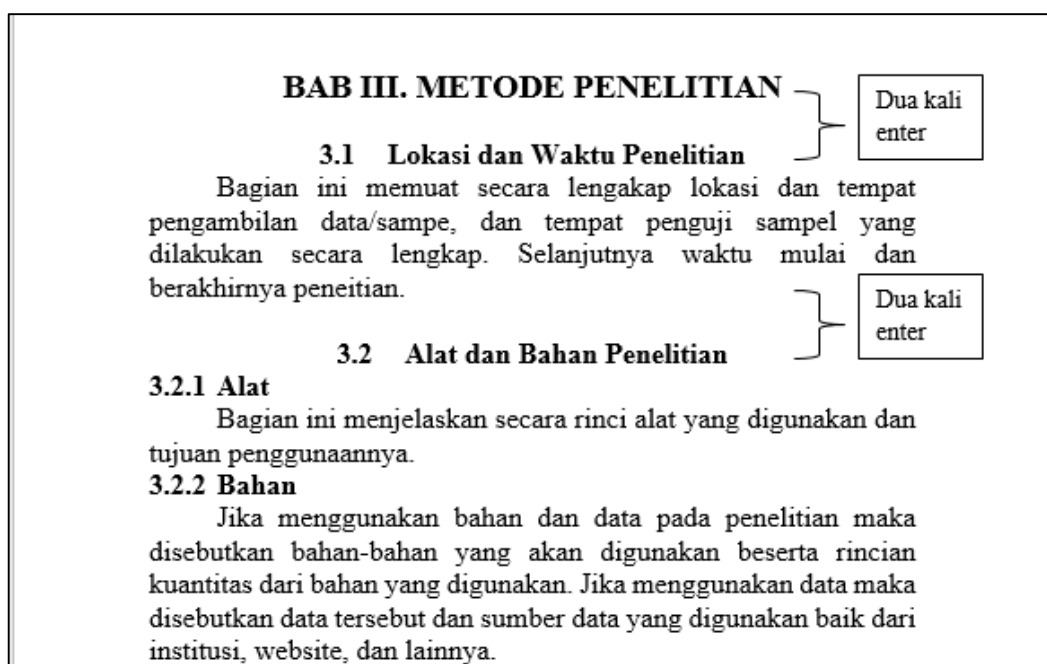 BAB III. METODE PENELITIAN
Dua kali
enter
3.1 Lokasi dan Waktu Penelitian
Bagian ini memuat secara lengakap lokasi dan tempat
pengambilan data/sampe, dan tempat penguji sampel yang
dilakukan secara lengkap. Selanjutnya waktu mulai dan
berakhirnya peneitian.
Dua kali
enter
3.2 Alat dan Bahan Penelitian
3.2.1 Alat
Bagian ini menjelaskan secara rinci alat yang digunakan dan
tujuan penggunaannya.
3.2.2 Bahan
Jika menggunakan bahan dan data pada penelitian maka
disebutkan bahan-bahan yang akan digunakan beserta rincian
kuantitas dari bahan yang digunakan. Jika menggunakan data maka
disebutkan data tersebut dan sumber data yang digunakan baik dari
institusi, website, dan lainnya.